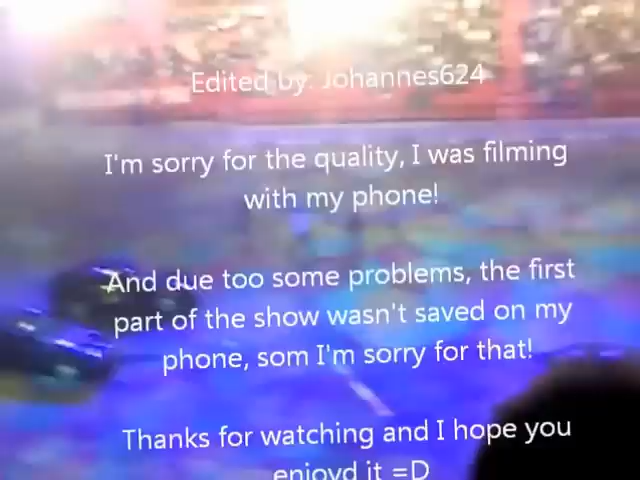 Edited by: Johannes624
I'm sorry for the quality, I was filming
with my phone!
And due too some problems, the first
part of the show wasn't saved on my
phone, som I'm sorry for that!
Thanks for watching and I hope you
enjoyd it =D